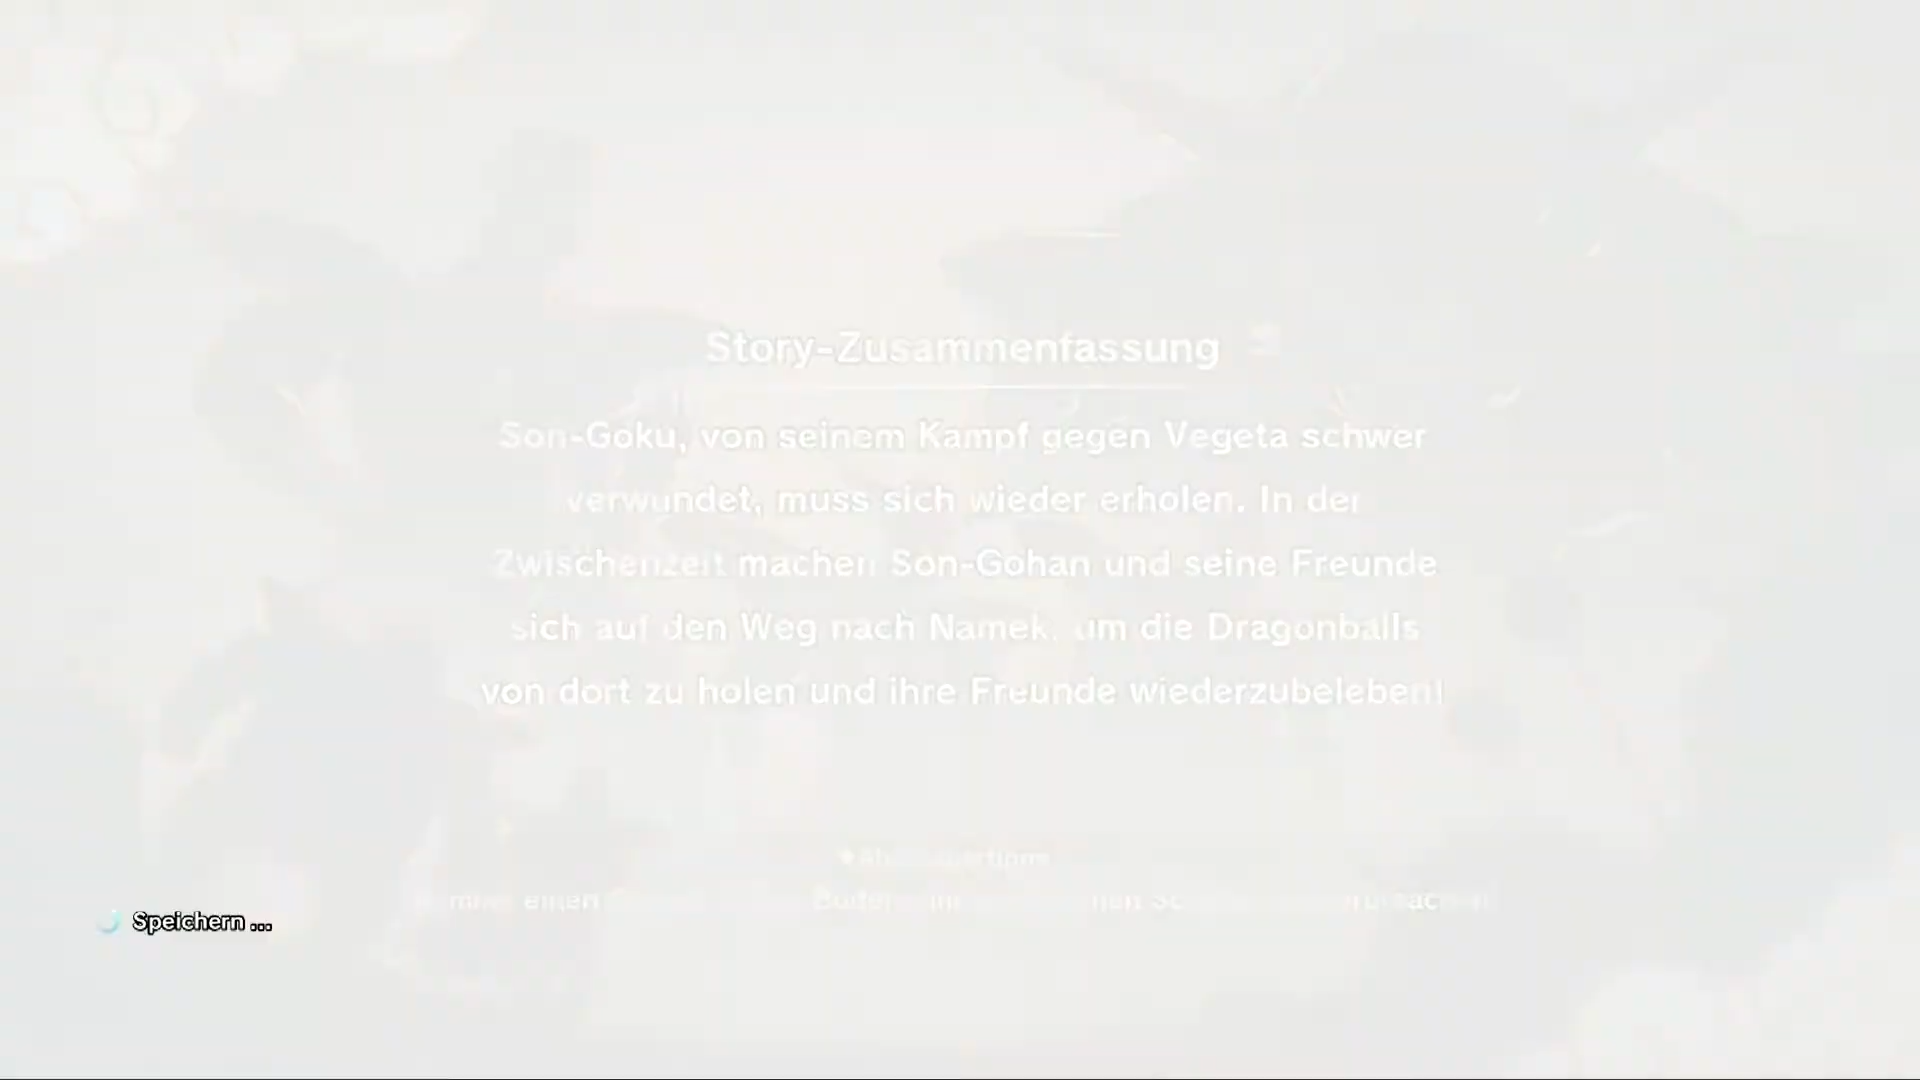 Story-Zusammenfassung
Son-Goku, von seinem Kampf gegen Vegeta schwer
verwundet, muss sich wieder erholen. In der
Zwischenzeit machen Son-Gohan und seine Freunde
sich auf den Weg nach Namek, um die Dragonballs
von dort zu holen und ihre Freunde wiederzubeleben!
einen
Speichern ...